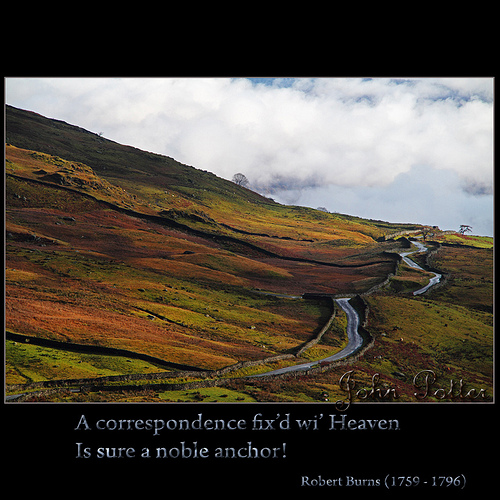 John Potter
A correspondence fix'd wi' Heaven
Is sure a noble anchor!
Robert Burns (1759 - 1796)